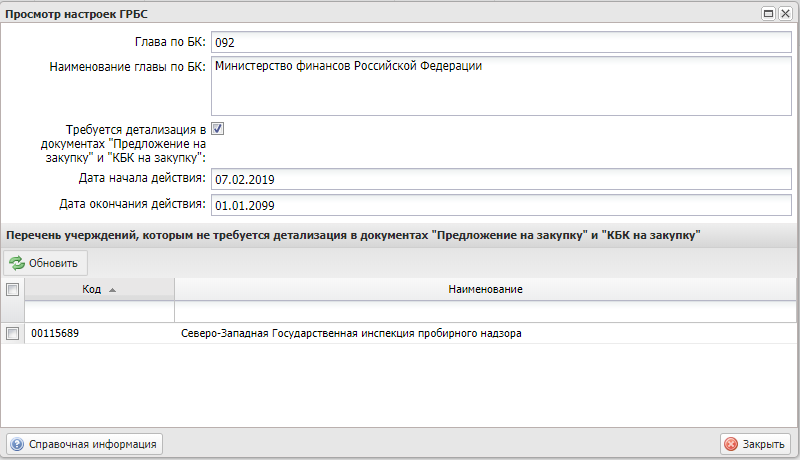 Просмотр настроек ГРБС
Глава по БК: 092
Наименование главы по БК: Министерство финансов Российской Федерации
Требуется детализация в
документах "Предложение на
закупку" и "КБК на закупку":
Дата начала действия: 07.02.2019
Дата окончания действия: 01.01.2099
Перечень учерждений, которым не требуется детализация в документах "Предложение на закупку" и "КБК на закупку"
Обновить
Код Наименование
00115689 Северо-Западная Государственная инспекция пробирного надзора
Справочная информация Закрыть